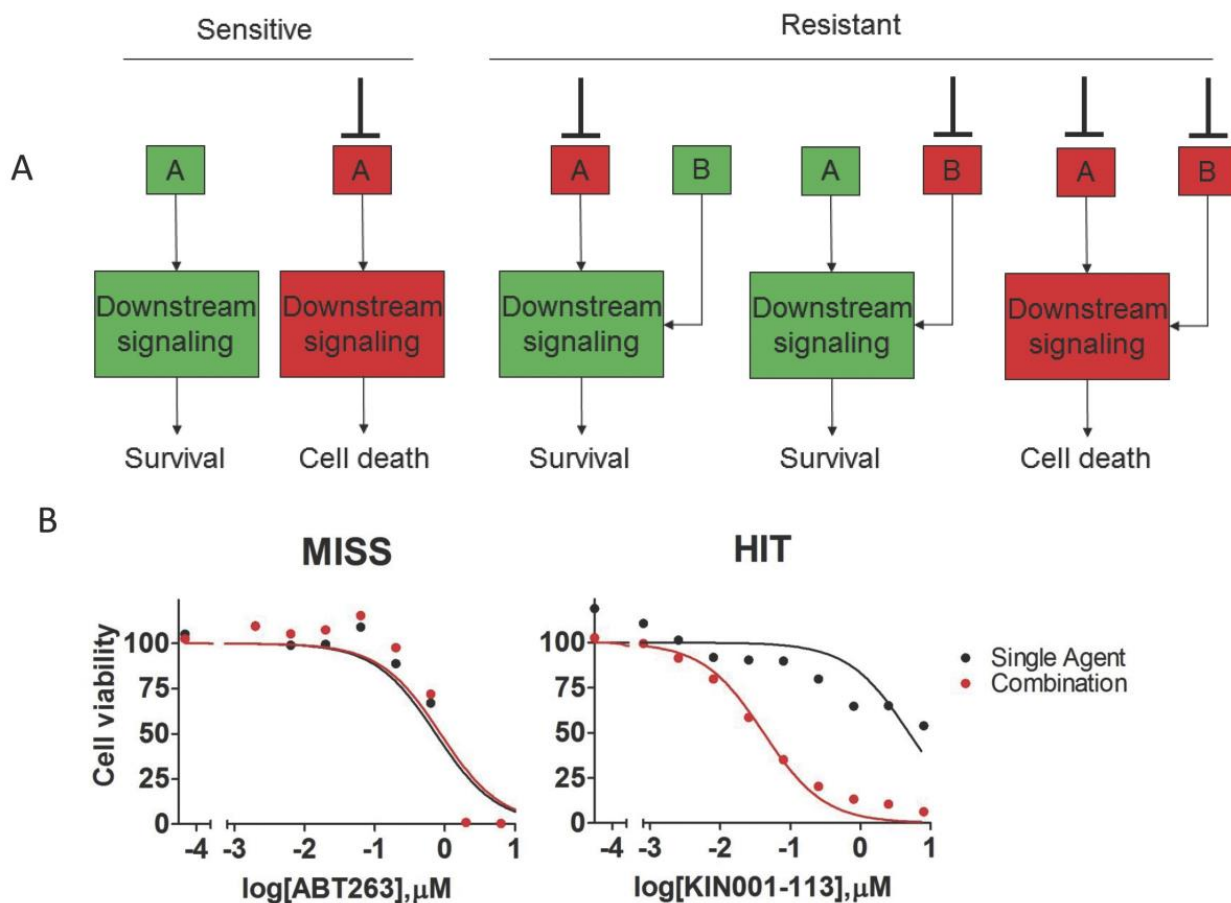 Sensitive
Resistant
A
A A A B A B A B
Downstream signaling
Downstream signaling
Downstream signaling
Downstream signaling
Downstream signaling
Survival
Cell death
Survival
Survival
Cell death
B
MISS
HIT
Cell viability
100
75
50
25
0
-4 -3 -2 -1 0 1
log[ABT263],μM
100
75
50
25
0
-4 -3 -2 -1 0 1
log[KIN001-113],μM
Single Agent
Combination